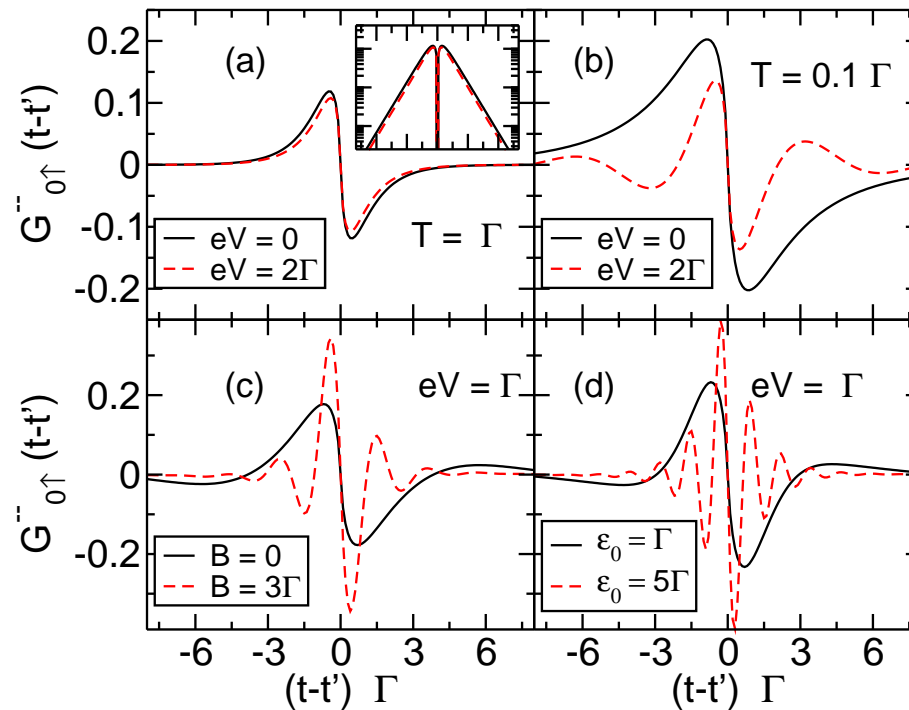 0.2
(a)
(b)
T = 0.1 Γ
0.1
0
-0.1
-0.2
G⁻⁻₀↑ (t-t')
eV = 0
eV = 2Γ
T = Γ
eV = 0
eV = 2Γ
(c)
eV = Γ
(d)
eV = Γ
0.2
0
-0.2
G⁻⁻₀↑ (t-t')
B = 0
B = 3Γ
ε₀ = Γ
ε₀ = 5Γ
-6 -3 0 3 6 -6 -3 0 3 6
(t-t') Γ (t-t') Γ